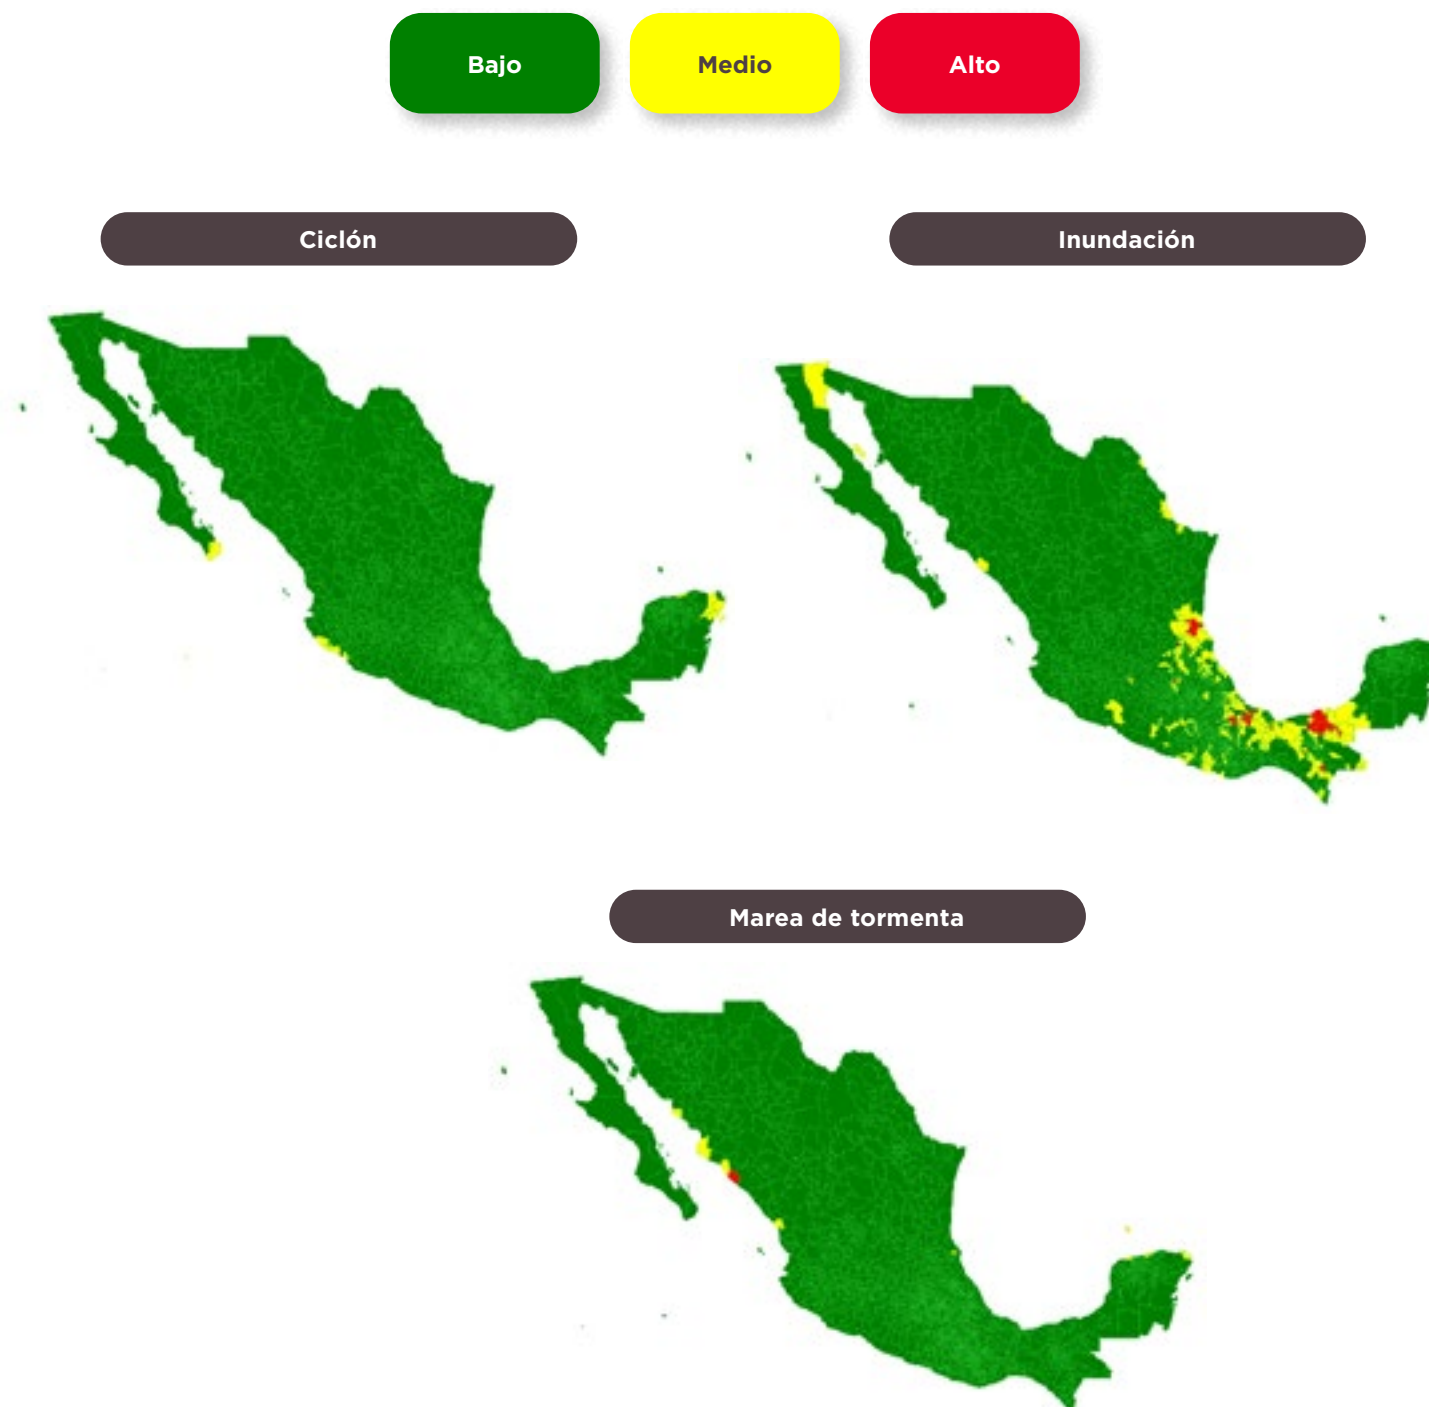 Bajo
Medio
Alto
Ciclón
Inundación
Marea de tormenta